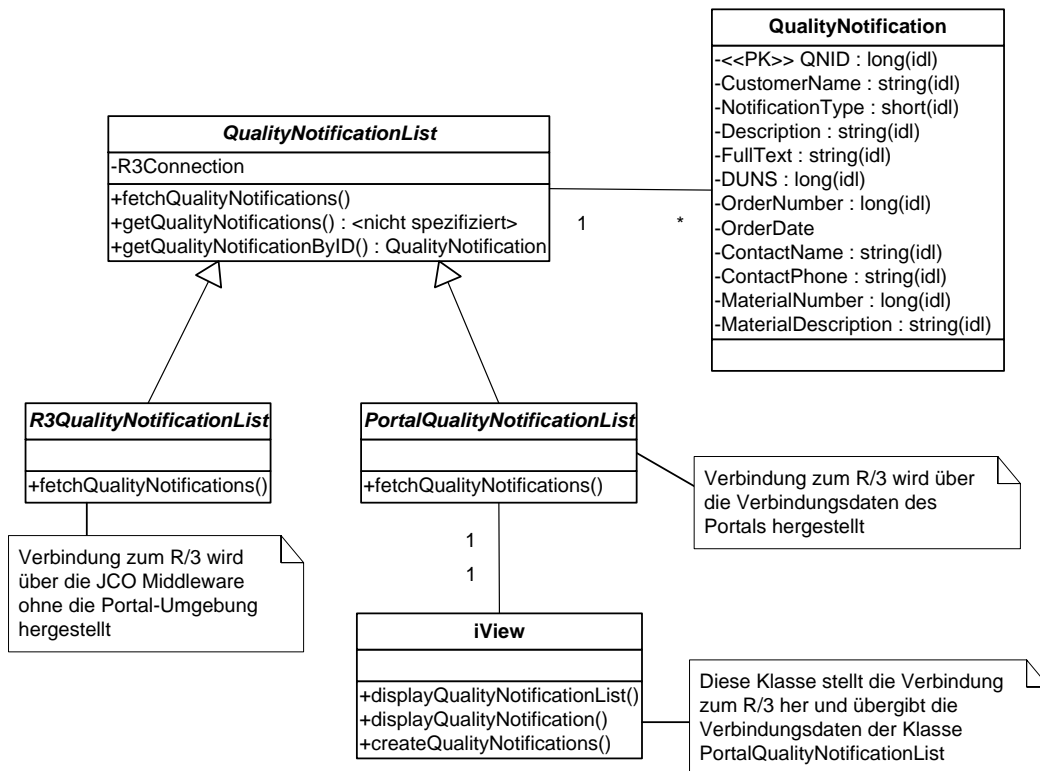 QualityNotification
-<<PK>> QNID : long(idl)
-CustomerName : string(idl)
-NotificationType : short(idl)
-Description : string(idl)
-FullText : string(idl)
-DUNS : long(idl)
-OrderNumber : long(idl)
-OrderDate
-ContactName : string(idl)
-ContactPhone : string(idl)
-MaterialNumber : long(idl)
-MaterialDescription : string(idl)
QualityNotificationList
-R3Connection
+fetchQualityNotifications()
+getQualityNotifications() : <nicht spezifiziert>
+getQualityNotificationByID() : QualityNotification
1
*
R3QualityNotificationList
+fetchQualityNotifications()
PortalQualityNotificationList
+fetchQualityNotifications()
Verbindung zum R/3 wird über
die Verbindungsdaten des
Portals hergestellt
Verbindung zum R/3 wird
über die JCO Middleware
ohne die Portal-Umgebung
hergestellt
1
1
iView
+displayQualityNotificationList()
+displayQualityNotification()
+createQualityNotifications()
Diese Klasse stellt die Verbindung
zum R/3 her und übergibt die
Verbindungsdaten der Klasse
PortalQualityNotificationList